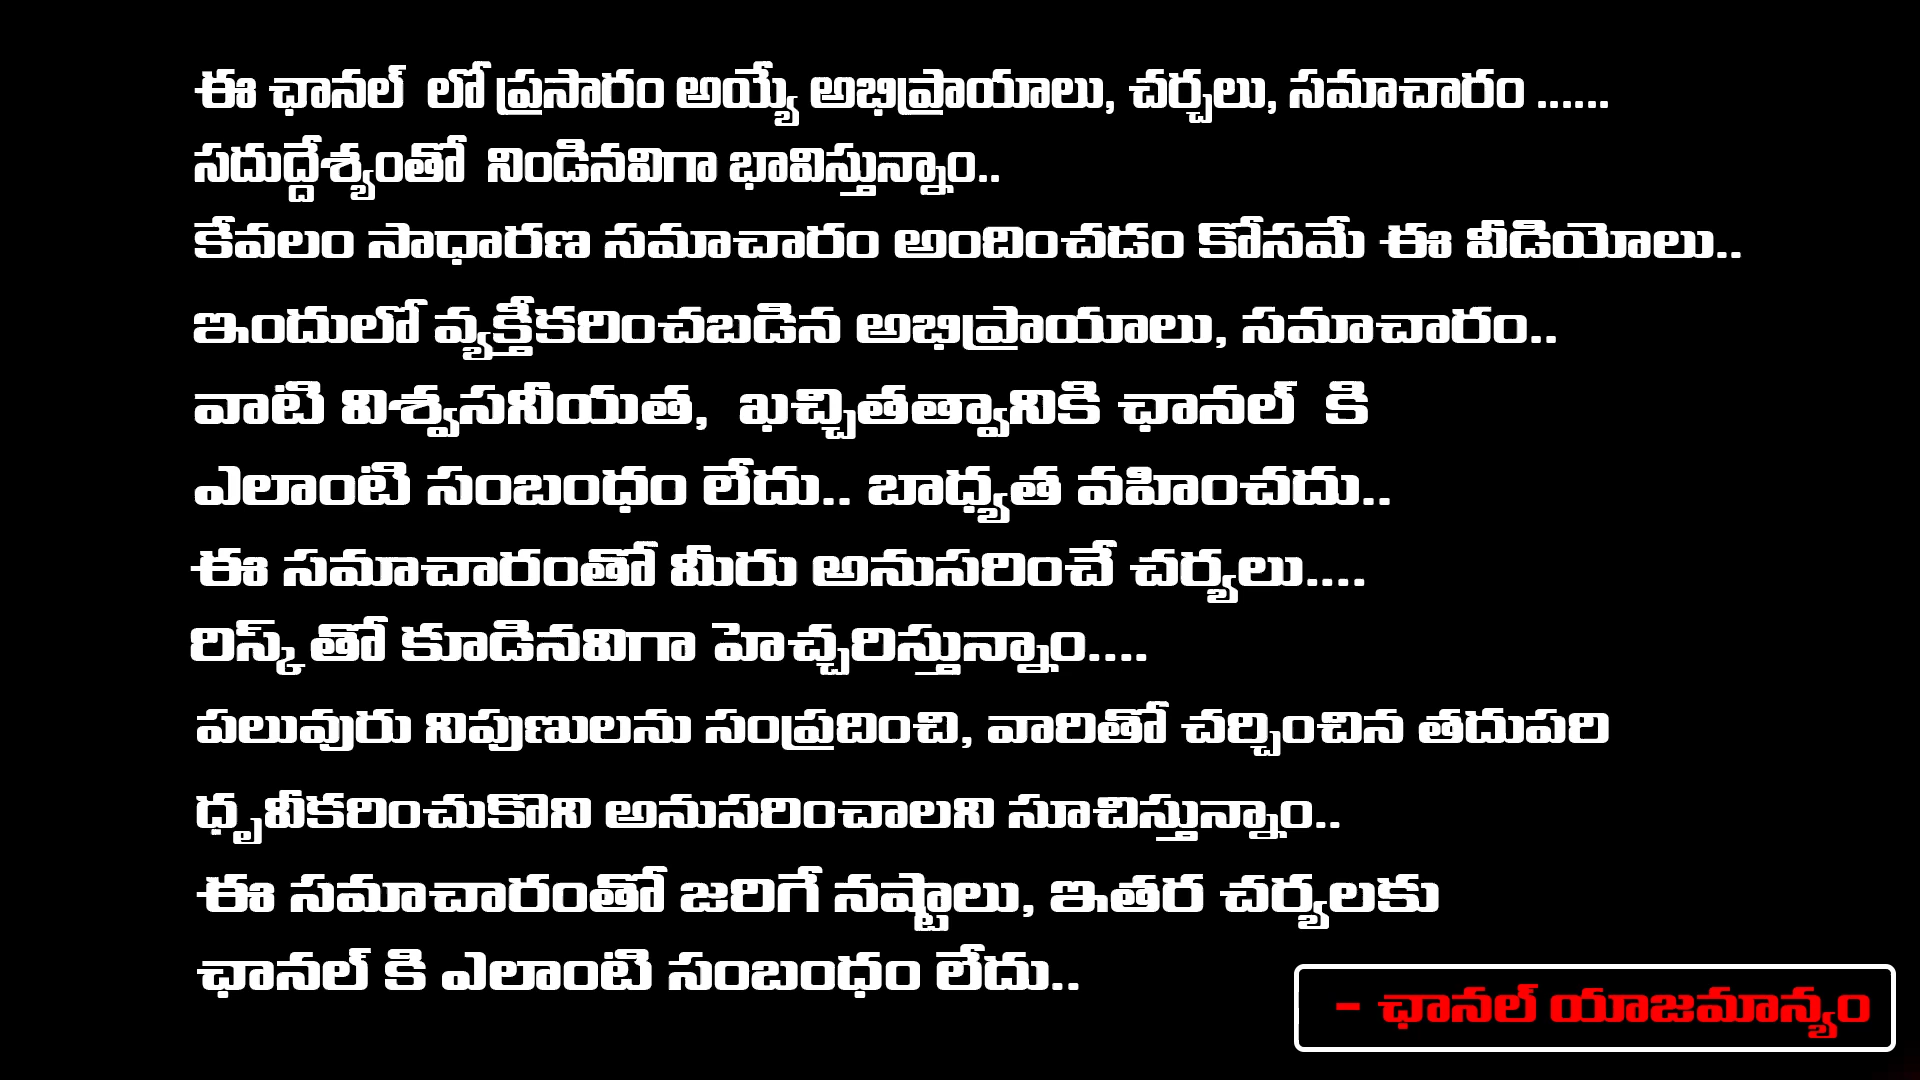 ఈ ఛానల్ లో ప్రసారం అయ్యే అభిప్రాయాలు, చర్చలు, సమాచారం ......
సదుద్దేశ్యంతో నిండినవిగా భావిస్తున్నాం..
కేవలం సాధారణ సమాచారం అందించడం కోసమే ఈ వీడియోలు..
ఇందులో వ్యక్తీకరించబడిన అభిప్రాయాలు, సమాచారం..
వాటి విశ్వసనీయత, ఖచ్చితత్వానికి ఛానల్ కి
ఎలాంటి సంబంధం లేదు.. బాధ్యత వహించదు..
ఈ సమాచారంతో మీరు అనుసరించే చర్యలు....
రిస్క్ తో కూడినవిగా హెచ్చరిస్తున్నాం....
పలువురు నిపుణులను సంప్రదించి, వారితో చర్చించిన తదుపరి
ధృవీకరించుకొని అనుసరించాలని సూచిస్తున్నాం..
ఈ సమాచారంతో జరిగే నష్టాలు, ఇతర చర్యలకు
ఛానల్ కి ఎలాంటి సంబంధం లేదు..
- ఛానల్ యాజమాన్యం